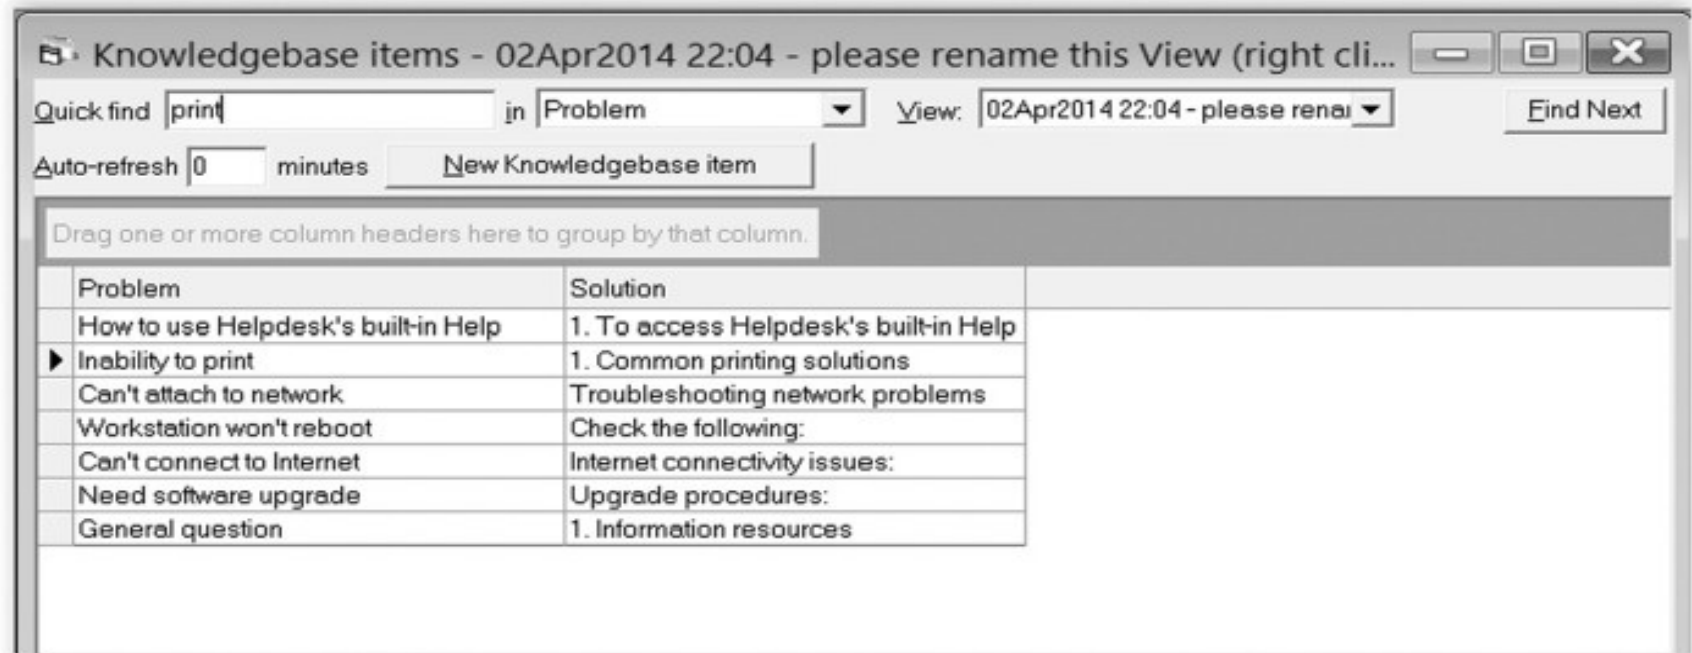 Knowledgebase items - 02Apr2014 22:04 - please rename this View (right cli...
Quick find print in Problem View: 02Apr2014 22:04 - please renar Find Next
Auto-refresh 0 minutes New Knowledgebase item
Drag one or more column headers here to group by that column.
Problem Solution
How to use Helpdesk's built-in Help 1. To access Helpdesk's built-in Help
Inability to print 1. Common printing solutions
Can't attach to network Troubleshooting network problems
Workstation won't reboot Check the following:
Can't connect to Internet Internet connectivity issues:
Need software upgrade Upgrade procedures:
General question 1. Information resources